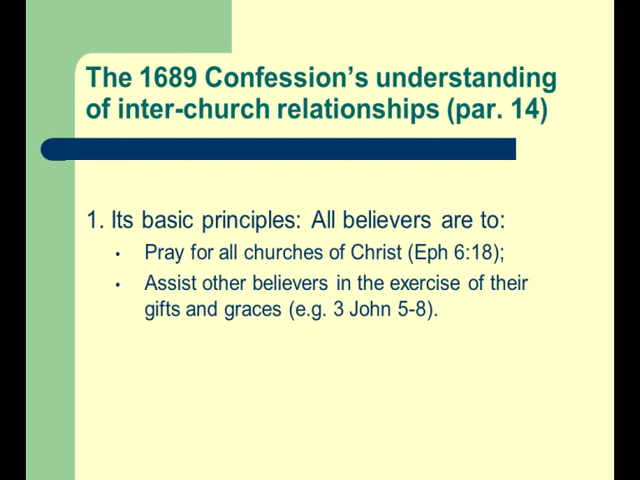 The 1689 Confession's understanding
of inter-church relationships (par. 14)
1. Its basic principles: All believers are to:
• Pray for all churches of Christ (Eph 6:18);
• Assist other believers in the exercise of their
gifts and graces (e.g. 3 John 5-8).